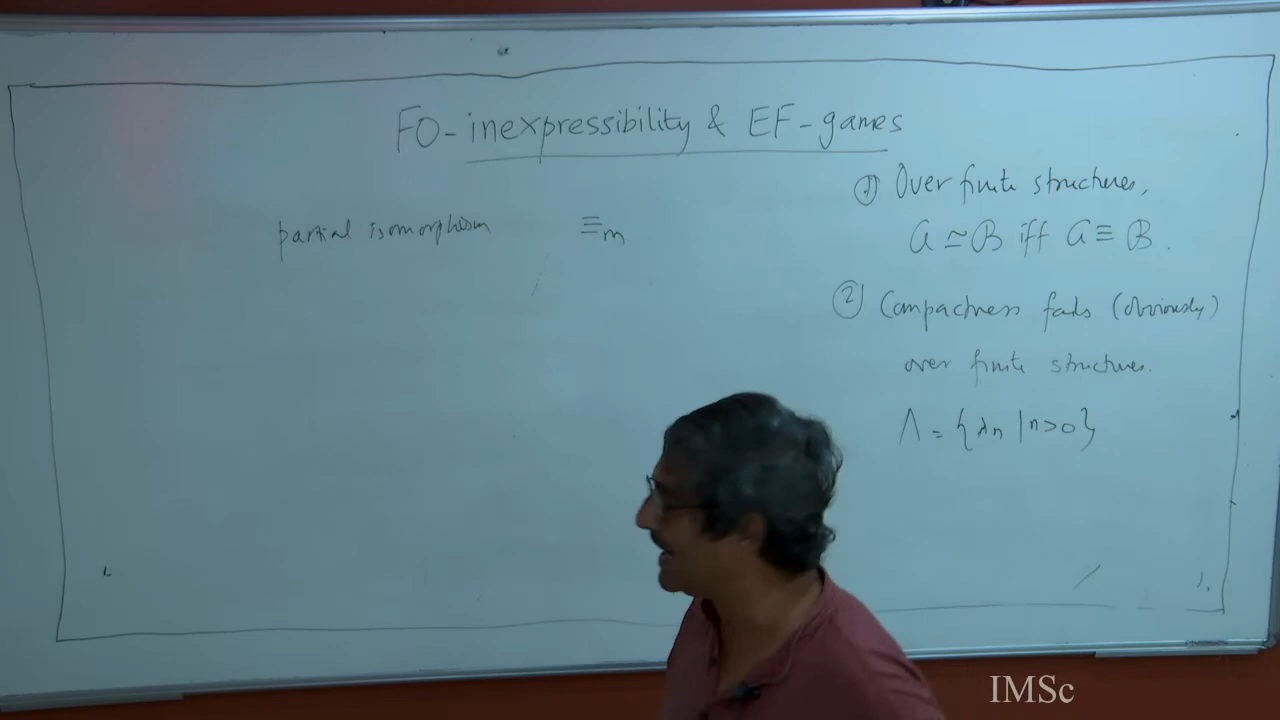 FO-inexpressibility & EF-games
partial isomorphism ≡m
① Over finite structures,
𝒜 ≃ ℬ iff 𝒜 ≡ ℬ.
② Compactness fails (obviously)
over finite structures.
Λ = {λn | n>0}
IMSc